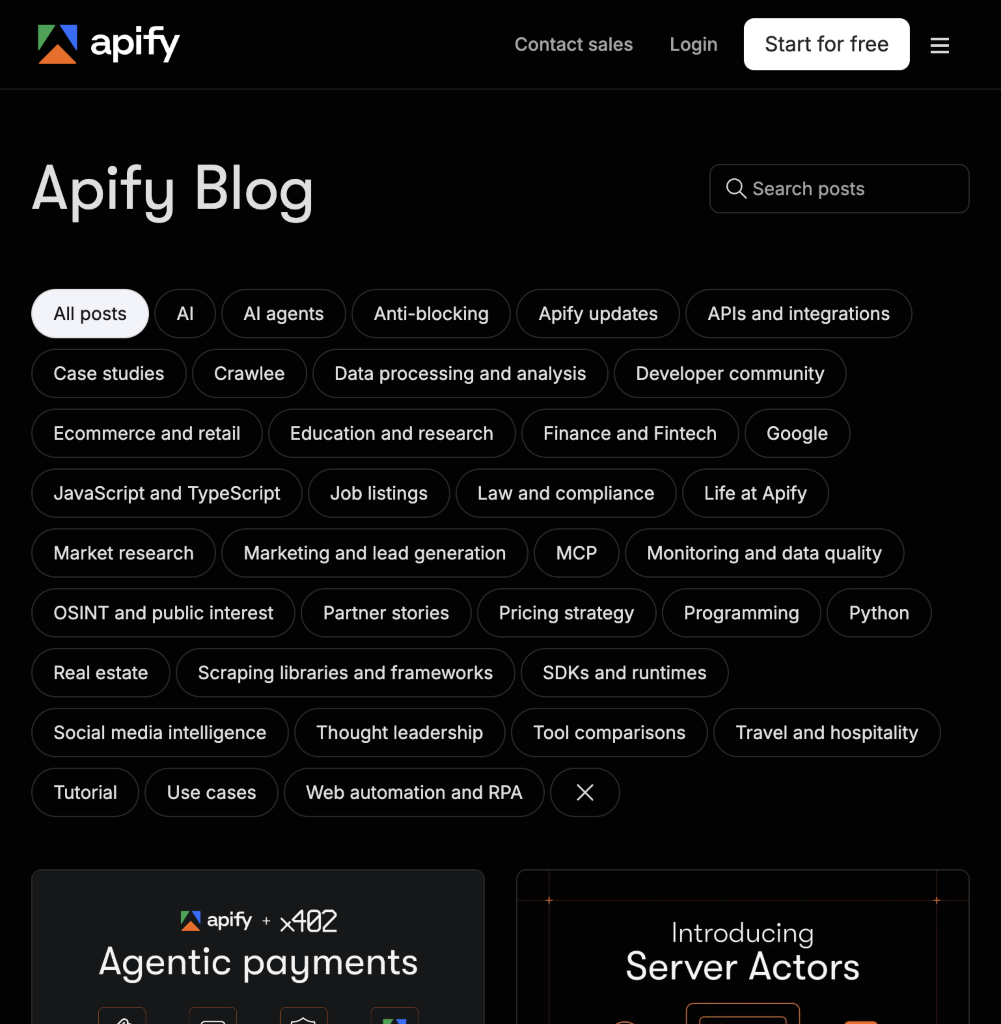 apify
Contact sales Login Start for free
Apify Blog
Search posts
All posts AI AI agents Anti-blocking Apify updates APIs and integrations
Case studies Crawlee Data processing and analysis Developer community
Ecommerce and retail Education and research Finance and Fintech Google
JavaScript and TypeScript Job listings Law and compliance Life at Apify
Market research Marketing and lead generation MCP Monitoring and data quality
OSINT and public interest Partner stories Pricing strategy Programming Python
Real estate Scraping libraries and frameworks SDKs and runtimes
Social media intelligence Thought leadership Tool comparisons Travel and hospitality
Tutorial Use cases Web automation and RPA
apify + x402
Agentic payments
Introducing
Server Actors